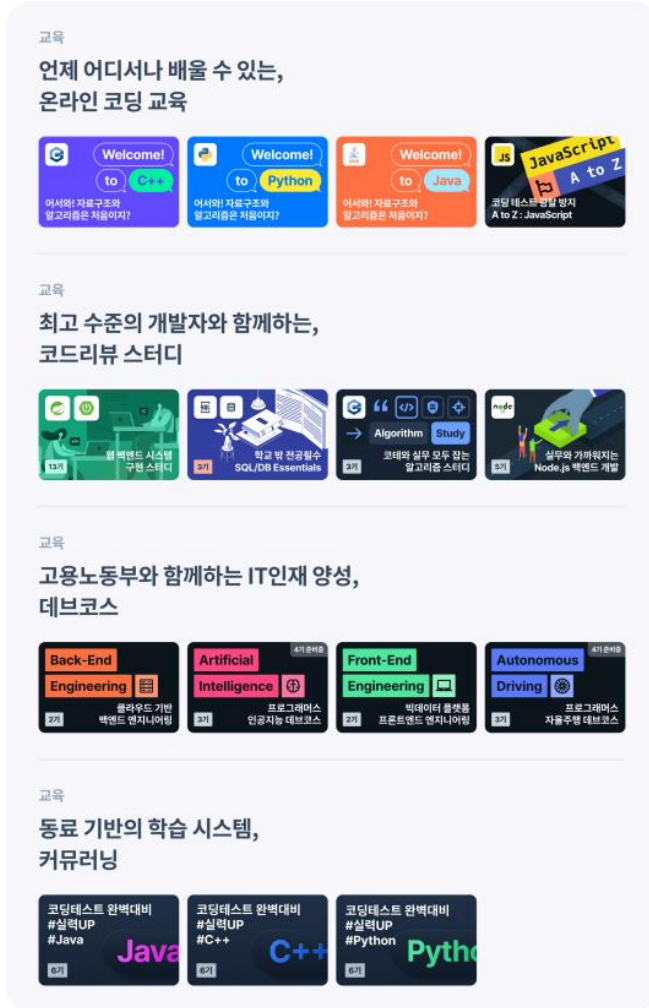 교육
언제 어디서나 배울 수 있는,
온라인 코딩 교육
Welcome!
to C++
어서와! 자료구조와
알고리즘은 처음이지?
Welcome!
to Python
어서와! 자료구조와
알고리즘은 처음이지?
Welcome!
to Java
어서와! 자료구조와
알고리즘은 처음이지?
JS
JavaScript
A to Z
코딩 테스트 광탈 방지
A to Z : JavaScript
교육
최고 수준의 개발자와 함께하는,
코드리뷰 스터디
13기
웹 백엔드 시스템
구현 스터디
3기
학교 밖 전공필수
SQL/DB Essentials
Algorithm Study
3기
코테와 실무 모두 잡는
알고리즘 스터디
node
5기
실무와 가까워지는
Node.js 백엔드 개발
교육
고용노동부와 함께하는 IT인재 양성,
데브코스
Back-End
Engineering
2기
클라우드 기반
백엔드 엔지니어링
4기 준비중
Artificial
Intelligence
3기
프로그래머스
인공지능 데브코스
Front-End
Engineering
2기
빅데이터 플랫폼
프론트엔드 엔지니어링
4기 준비중
Autonomous
Driving
3기
프로그래머스
자율주행 데브코스
교육
동료 기반의 학습 시스템,
커뮤러닝
코딩테스트 완벽대비
#실력UP
#Java
Java
6기
코딩테스트 완벽대비
#실력UP
#C++
C++
6기
코딩테스트 완벽대비
#실력UP
#Python
Pytho
6기